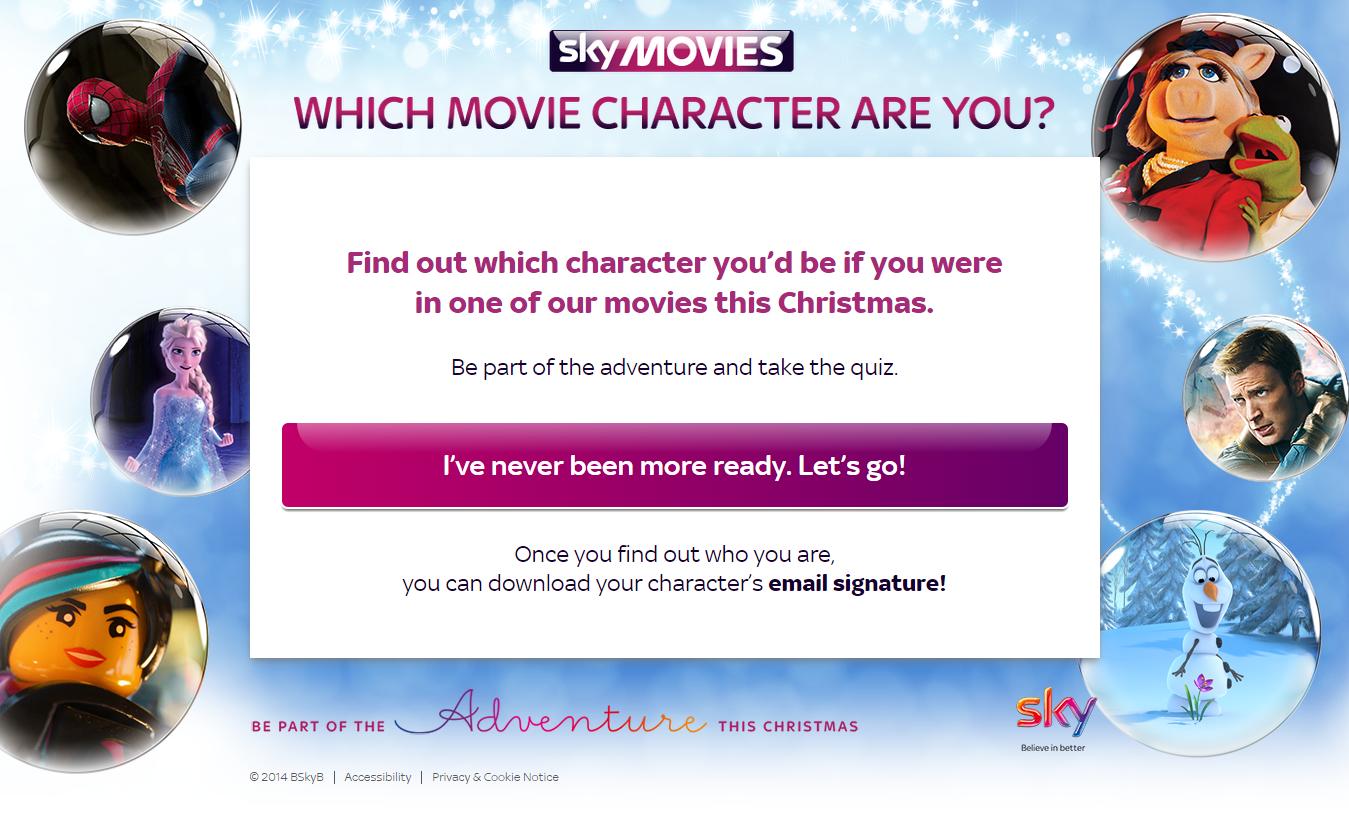 sky MOVIES
WHICH MOVIE CHARACTER ARE YOU?
Find out which character you'd be if you were
in one of our movies this Christmas.
Be part of the adventure and take the quiz.
I've never been more ready. Let's go!
Once you find out who you are,
you can download your character's email signature!
BE PART OF THE Adventure THIS CHRISTMAS
sky
Believe in better
© 2014 BSkyB | Accessibility | Privacy & Cookie Notice